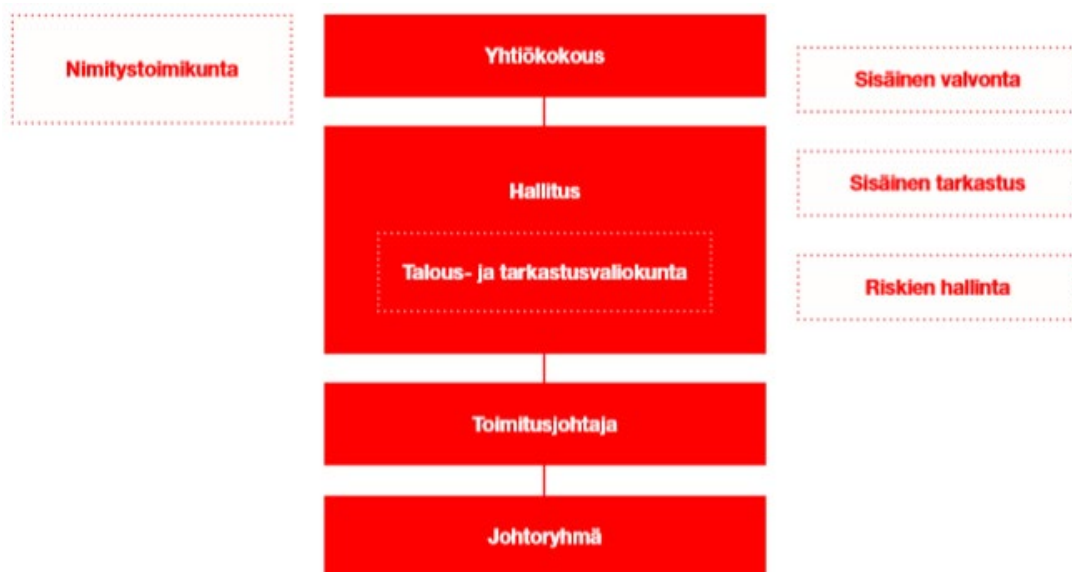 Nimitystoimikunta
Yhtiökokous
Sisäinen valvonta
Hallitus
Sisäinen tarkastus
Talous- ja tarkastusvaliokunta
Riskien hallinta
Toimitusjohtaja
Johtoryhmä